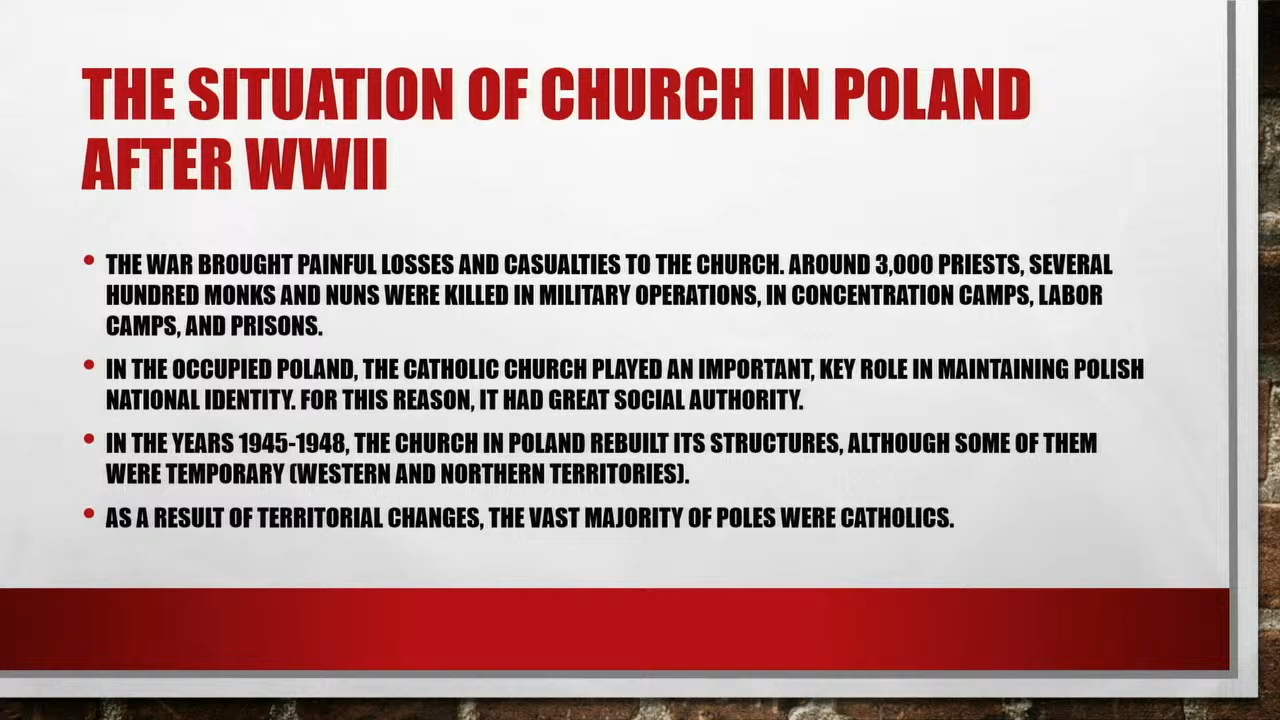 THE SITUATION OF CHURCH IN POLAND
AFTER WWII
• THE WAR BROUGHT PAINFUL LOSSES AND CASUALTIES TO THE CHURCH. AROUND 3,000 PRIESTS, SEVERAL
HUNDRED MONKS AND NUNS WERE KILLED IN MILITARY OPERATIONS, IN CONCENTRATION CAMPS, LABOR
CAMPS, AND PRISONS.
• IN THE OCCUPIED POLAND, THE CATHOLIC CHURCH PLAYED AN IMPORTANT, KEY ROLE IN MAINTAINING POLISH
NATIONAL IDENTITY. FOR THIS REASON, IT HAD GREAT SOCIAL AUTHORITY.
• IN THE YEARS 1945-1948, THE CHURCH IN POLAND REBUILT ITS STRUCTURES, ALTHOUGH SOME OF THEM
WERE TEMPORARY (WESTERN AND NORTHERN TERRITORIES).
• AS A RESULT OF TERRITORIAL CHANGES, THE VAST MAJORITY OF POLES WERE CATHOLICS.